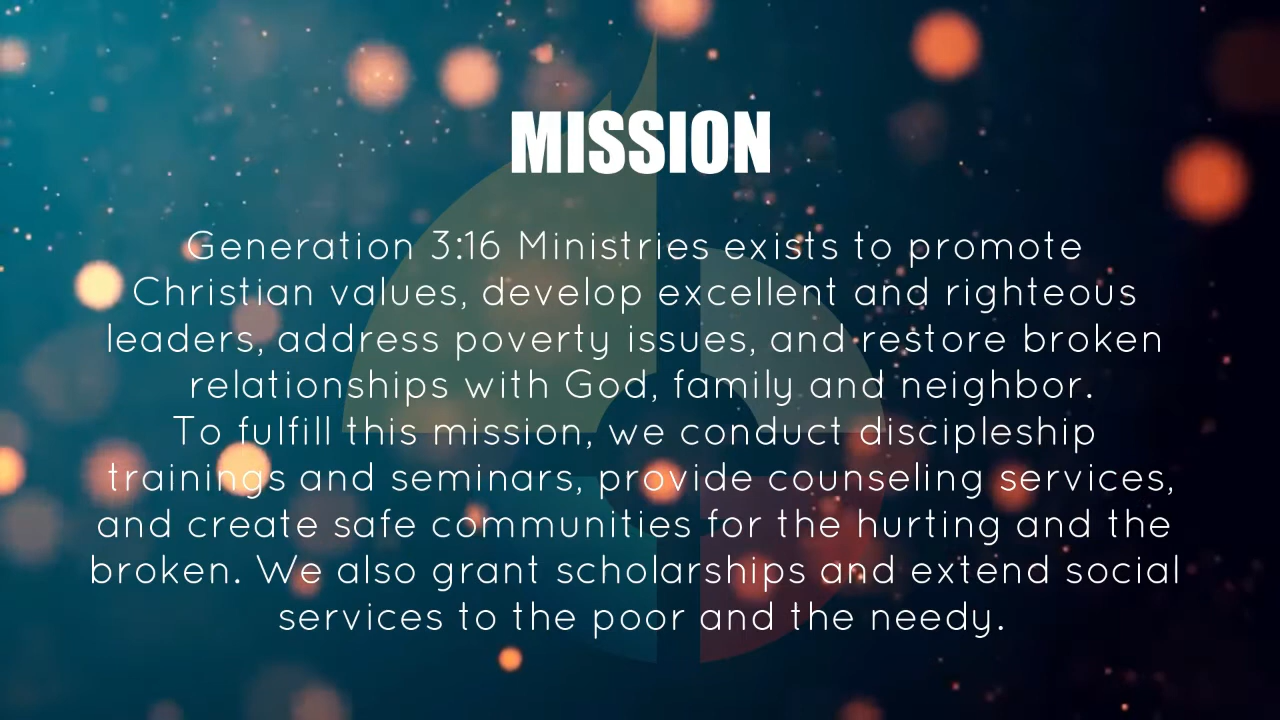 MISSION
Generation 3:16 Ministries exists to promote
Christian values, develop excellent and righteous
leaders, address poverty issues, and restore broken
relationships with God, family and neighbor.
To fulfill this mission, we conduct discipleship
trainings and seminars, provide counseling services,
and create safe communities for the hurting and the
broken. We also grant scholarships and extend social
services to the poor and the needy.